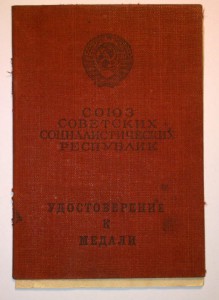 СОЮЗ
СОВЕТСКИХ
СОЦИАЛИСТИЧЕСКИХ
РЕСПУБЛИК
УДОСТОВЕРЕНИЕ
К
МЕДАЛИ